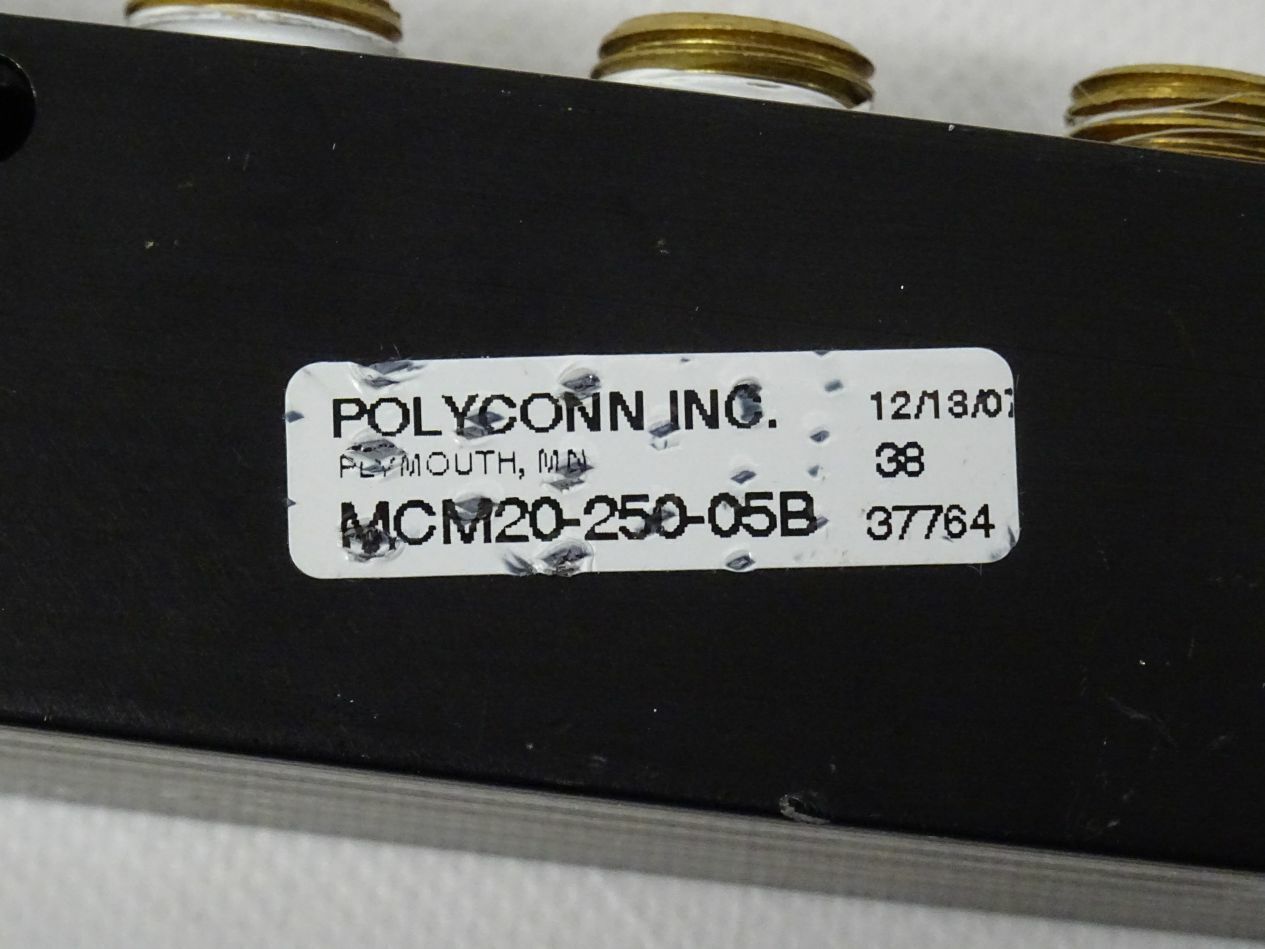 POLYCONN INC. 12/13/07
PLYMOUTH, MN 38
MCM20-250-05B 37764